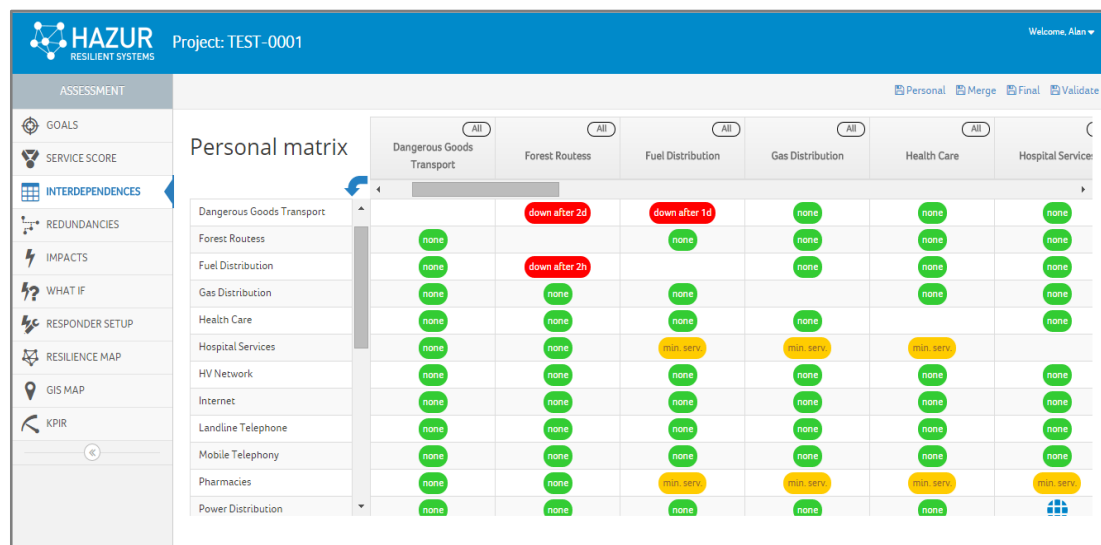 HAZUR
RESILIENT SYSTEMS
Project: TEST-0001
Welcome, Alan
ASSESSMENT
Personal Merge Final Validate
GOALS
SERVICE SCORE
INTERDEPENDENCES
REDUNDANCIES
IMPACTS
WHAT IF
RESPONDER SETUP
RESILIENCE MAP
GIS MAP
KPIR
Personal matrix
All All All All All
Dangerous Goods Transport Forest Routess Fuel Distribution Gas Distribution Health Care Hospital Services
Dangerous Goods Transport down after 2d down after 1d none none none
Forest Routess none none none none none
Fuel Distribution none down after 2h none none none
Gas Distribution none none none none none
Health Care none none none none none
Hospital Services none none min. serv. min. serv. min. serv.
HV Network none none none none none none
Internet none none none none none none
Landline Telephone none none none none none none
Mobile Telephony none none none none none none
Pharmacies none none min. serv. min. serv. min. serv. min. serv.
Power Distribution none none none none none